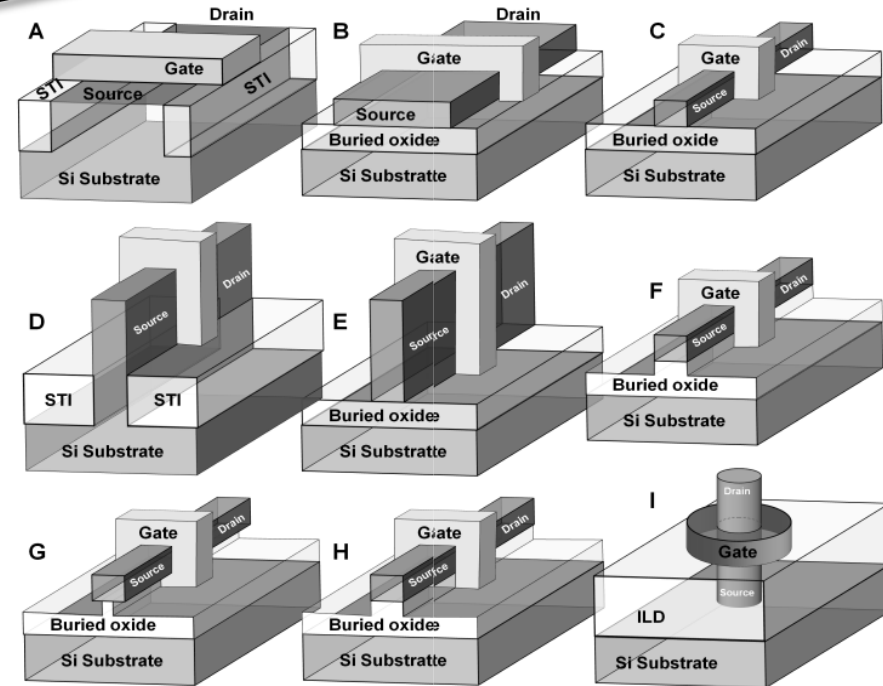 Drain
A
Gate
STI
Source
STI
Si Substrate
Drain
B
Gate
Source
Buried oxide
Si Substrate
C
Drain
Gate
Source
Buried oxide
Si Substrate
D
Gate
Drain
Source
STI
STI
Si Substrate
E
Gate
Drain
Source
Buried oxide
Si Substrate
F
Drain
Gate
Source
Buried oxide
Si Substrate
G
Gate
Drain
Source
Buried oxide
Si Substrate
H
Gate
Drain
Source
Buried oxide
Si Substrate
I
Drain
Gate
Source
ILD
Si Substrate